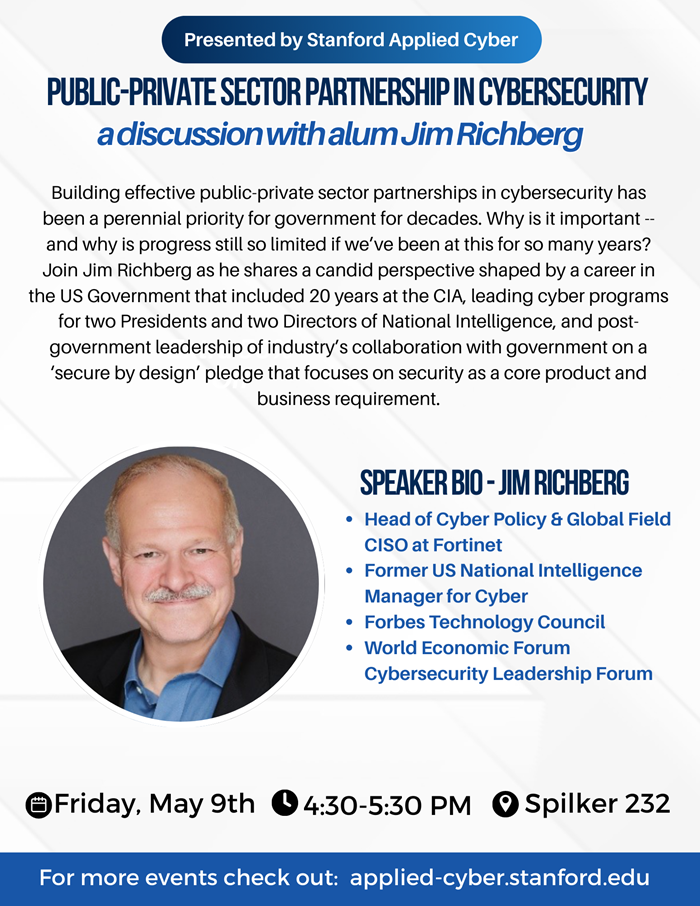 Presented by Stanford Applied Cyber
PUBLIC-PRIVATE SECTOR PARTNERSHIP IN CYBERSECURITY
a discussion with alum Jim Richberg
Building effective public-private sector partnerships in cybersecurity has
been a perennial priority for government for decades. Why is it important --
and why is progress still so limited if we’ve been at this for so many years?
Join Jim Richberg as he shares a candid perspective shaped by a career in
the US Government that included 20 years at the CIA, leading cyber programs
for two Presidents and two Directors of National Intelligence, and post-
government leadership of industry’s collaboration with government on a
‘secure by design’ pledge that focuses on security as a core product and
business requirement.
SPEAKER BIO - JIM RICHBERG
• Head of Cyber Policy & Global Field
CISO at Fortinet
• Former US National Intelligence
Manager for Cyber
• Forbes Technology Council
• World Economic Forum
Cybersecurity Leadership Forum
Friday, May 9th 4:30-5:30 PM Spilker 232
For more events check out: applied-cyber.stanford.edu